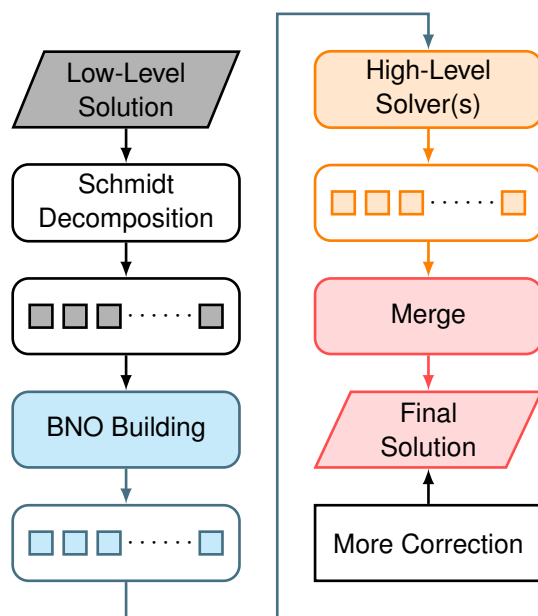 Low-Level
Solution
Schmidt
Decomposition
· · · · · ·
BNO Building
· · · · · ·
High-Level
Solver(s)
· · · · · ·
Merge
Final
Solution
More Correction